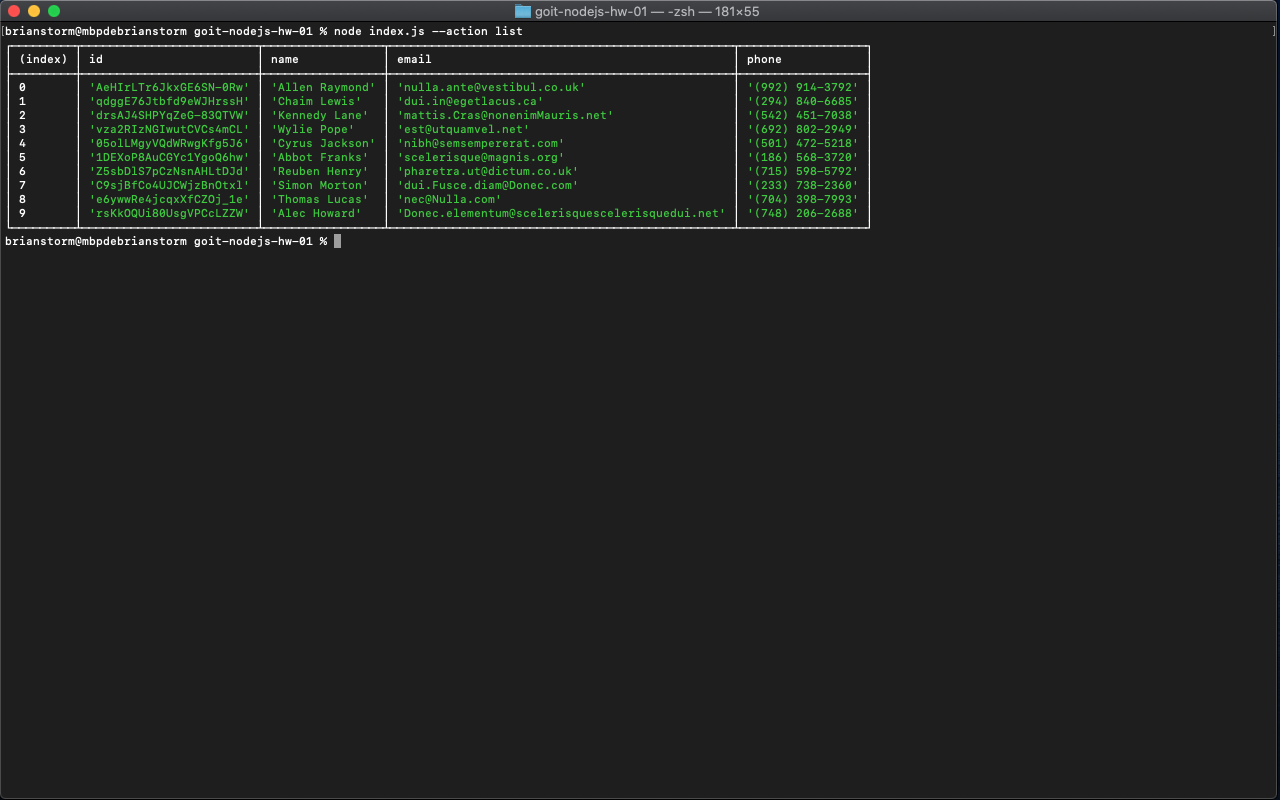 goit-nodejs-hw-01 — -zsh — 181×55
[brianstorm@mbpdebrianstorm goit-nodejs-hw-01 % node index.js --action list ]
(index) id name email phone
0 'AeHIrLTr6JkxGE6SN-0Rw' 'Allen Raymond' 'nulla.ante@vestibul.co.uk' '(992) 914-3792'
1 'qdggE76Jtbfd9eWJHrssH' 'Chaim Lewis' 'dui.in@egetlacus.ca' '(294) 840-6685'
2 'drsAJ4SHPYqZeG-83QTVW' 'Kennedy Lane' 'mattis.Cras@nonenimMauris.net' '(542) 451-7038'
3 'vza2RIzNGIwutCVCs4mCL' 'Wylie Pope' 'est@utquamvel.net' '(692) 802-2949'
4 '05olLMgyVQdWRwgKfg5J6' 'Cyrus Jackson' 'nibh@semsempererat.com' '(501) 472-5218'
5 '1DEXoP8AuCGYc1YgoQ6hw' 'Abbot Franks' 'scelerisque@magnis.org' '(186) 568-3720'
6 'Z5sbDlS7pCzNsnAHLtDJd' 'Reuben Henry' 'pharetra.ut@dictum.co.uk' '(715) 598-5792'
7 'C9sjBfCo4UJCWjzBnOtxl' 'Simon Morton' 'dui.Fusce.diam@Donec.com' '(233) 738-2360'
8 'e6ywwRe4jcqxXfCZOj_1e' 'Thomas Lucas' 'nec@Nulla.com' '(704) 398-7993'
9 'rsKkOQUi80UsgVPCcLZZW' 'Alec Howard' 'Donec.elementum@scelerisquescelerisquedui.net' '(748) 206-2688'
brianstorm@mbpdebrianstorm goit-nodejs-hw-01 %